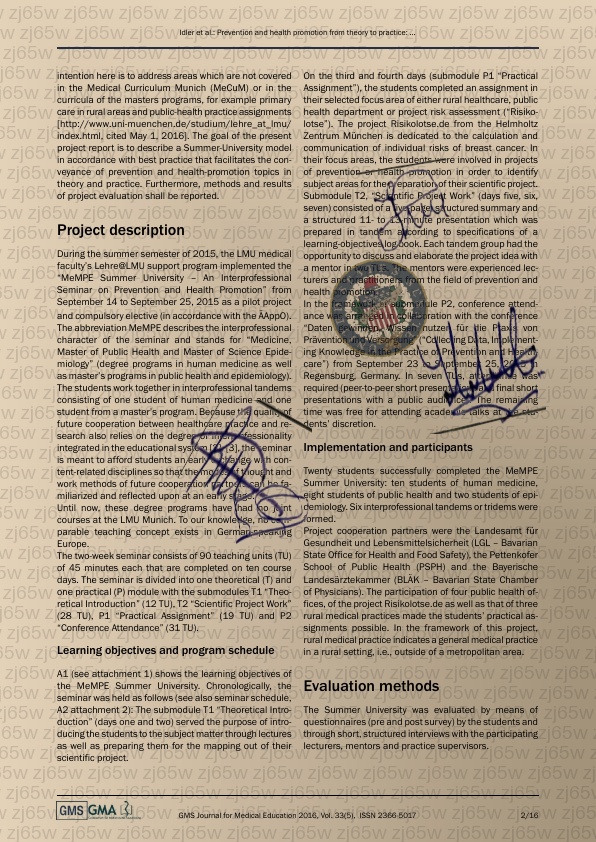 Idler et al.: Prevention and health promotion from theory to practice: ...
intention here is to address areas which are not covered
in the Medical Curriculum Munich (MeCuM) or in the
curricula of the masters programs, for example primary
care in rural areas and public-health practice assignments
[http://www.uni-muenchen.de/studium/lehre_at_lmu/
index.html, cited May 1, 2016]. The goal of the present
project report is to describe a Summer-University model
in accordance with best practice that facilitates the con-
veyance of prevention and health-promotion topics in
theory and practice. Furthermore, methods and results
of project evaluation shall be reported.
Project description
During the summer semester of 2015, the LMU medical
faculty's Lehre@LMU support program implemented the
"MeMPE Summer University – An Interprofessional
Seminar on Prevention and Health Promotion" from
September 14 to September 25, 2015 as a pilot project
and compulsory elective (in accordance with the ÄAppO).
The abbreviation MeMPE describes the interprofessional
character of the seminar and stands for "Medicine,
Master of Public Health and Master of Science Epide-
miology" (degree programs in human medicine as well
as master's programs in public health and epidemiology).
The students work together in interprofessional tandems
consisting of one student of human medicine and one
student from a master's program. Because the quality of
future cooperation between healthcare practice and re-
search also relies on the degree of interprofessionality
integrated in the educational system [2], [3], the seminar
is meant to afford students an early exchange with con-
tent-related disciplines so that the modes of thought and
work methods of future cooperation partners can be fa-
miliarized and reflected upon at an early stage.
Until now, these degree programs have had no joint
courses at the LMU Munich. To our knowledge, no com-
parable teaching concept exists in German-speaking
Europe.
The two-week seminar consists of 90 teaching units (TU)
of 45 minutes each that are completed on ten course
days. The seminar is divided into one theoretical (T) and
one practical (P) module with the submodules T1 "Theo-
retical Introduction" (12 TU), T2 "Scientific Project Work"
(28 TU), P1 "Practical Assignment" (19 TU) and P2
"Conference Attendance" (31 TU).
Learning objectives and program schedule
A1 (see attachment 1) shows the learning objectives of
the MeMPE Summer University. Chronologically, the
seminar was held as follows (see also seminar schedule,
A2 attachment 2): The submodule T1 "Theoretical Intro-
duction" (days one and two) served the purpose of intro-
ducing the students to the subject matter through lectures
as well as preparing them for the mapping out of their
scientific project.
On the third and fourth days (submodule P1 "Practical
Assignment"), the students completed an assignment in
their selected focus area of either rural healthcare, public
health department or project risk assessment ("Risiko-
lotse"). The project Risikolotse.de from the Helmholtz
Zentrum München is dedicated to the calculation and
communication of individual risks of breast cancer. In
their focus areas, the students were involved in projects
of prevention or health promotion in order to identify
subject areas for the preparation of their scientific project.
Submodule T2, "Scientific Project Work" (days five, six,
seven) consisted of a five-part structured summary and
a structured 11- to 13-minute presentation which was
prepared in tandem according to specifications of a
learning-objectives log book. Each tandem group had the
opportunity to discuss and elaborate the project idea with
a mentor in two TUs. The mentors were experienced lec-
turers and practitioners from the field of prevention and
health promotion.
In the framework of submodule P2, conference attend-
ance was arranged in collaboration with the conference
"Daten gewinnen, Wissen nutzen für die Praxis von
Prävention und Versorgung" ("Collecting Data, Implement-
ing Knowledge in the Practice of Prevention and Health-
care") from September 23 to September 25, 2015 in
Regensburg, Germany. In seven TUs, attendance was
required (peer-to-peer short presentations and final short
presentations with a public audience). The remaining
time was free for attending academic talks at the stu-
dents' discretion.
Implementation and participants
Twenty students successfully completed the MeMPE
Summer University: ten students of human medicine,
eight students of public health and two students of epi-
demiology. Six interprofessional tandems or tridems were
formed.
Project cooperation partners were the Landesamt für
Gesundheit und Lebensmittelsicherheit (LGL – Bavarian
State Office for Health and Food Safety), the Pettenkofer
School of Public Health (PSPH) and the Bayerische
Landesärztekammer (BLÄK – Bavarian State Chamber
of Physicians). The participation of four public health of-
fices, of the project Risikolotse.de as well as that of three
rural medical practices made the students' practical as-
signments possible. In the framework of this project,
rural medical practice indicates a general medical practice
in a rural setting, i.e., outside of a metropolitan area.
Evaluation methods
The Summer University was evaluated by means of
questionnaires (pre and post survey) by the students and
through short, structured interviews with the participating
lecturers, mentors and practice supervisors.
GMS GMA
GMS Journal for Medical Education 2016, Vol. 33(5), ISSN 2366-5017
2/16
zj65w